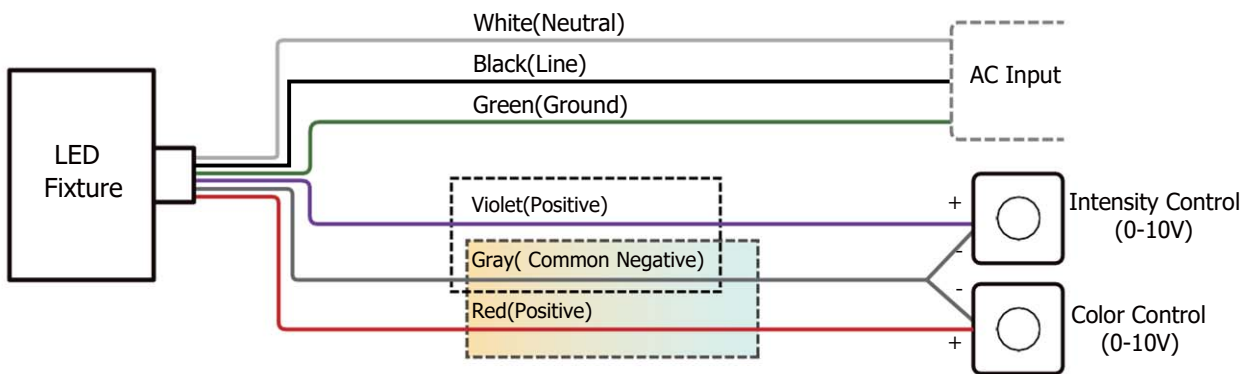 White(Neutral)
Black(Line)
AC Input
Green(Ground)
LED
Fixture
Violet(Positive)
+
Intensity Control
(0-10V)
-
Gray( Common Negative)
-
Red(Positive)
+
Color Control
(0-10V)